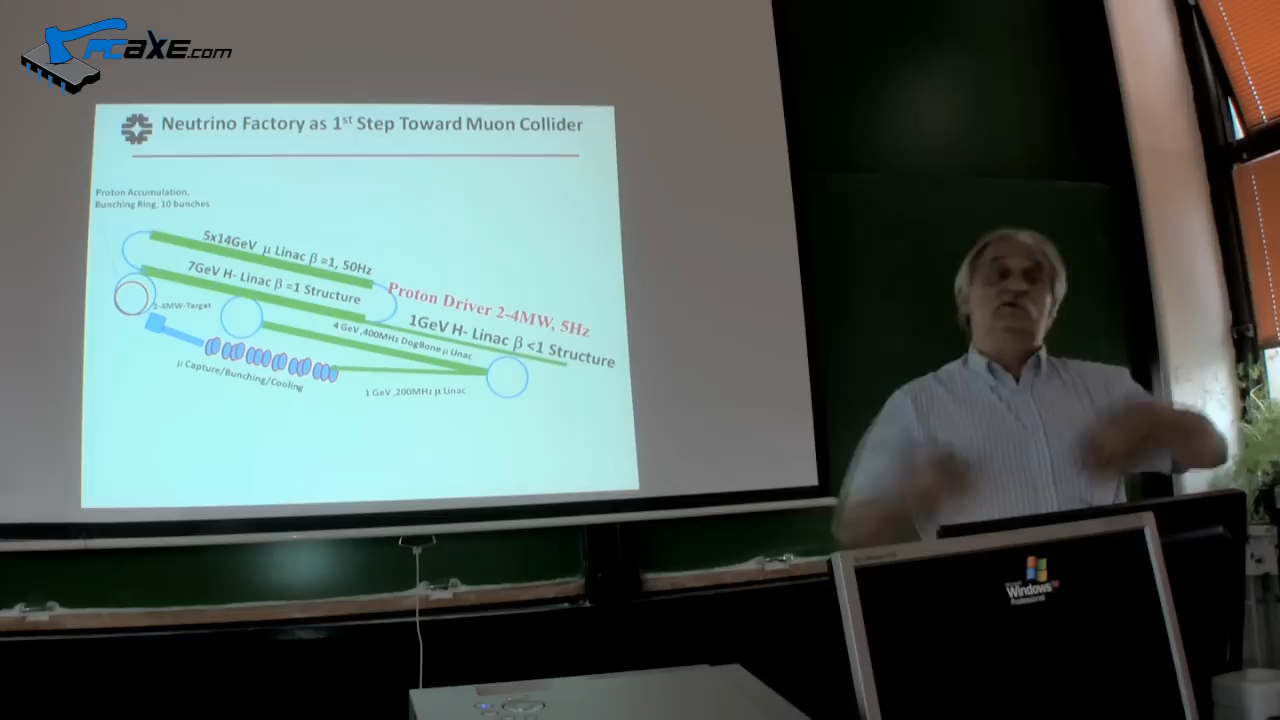 PCaXe.com
Neutrino Factory as 1st Step Toward Muon Collider
Proton Accumulation,
Bunching Ring, 10 bunches
5x14GeV μ Linac β =1, 50Hz
7GeV H- Linac β =1 Structure
Proton Driver 2-4MW, 5Hz
2-4MW-Target
1GeV H- Linac β <1 Structure
4 GeV ,400MHz DogBone μ Linac
μ Capture/Bunching/Cooling
1 GeV ,200MHz μ Linac
Microsoft
Windows xp
Professional